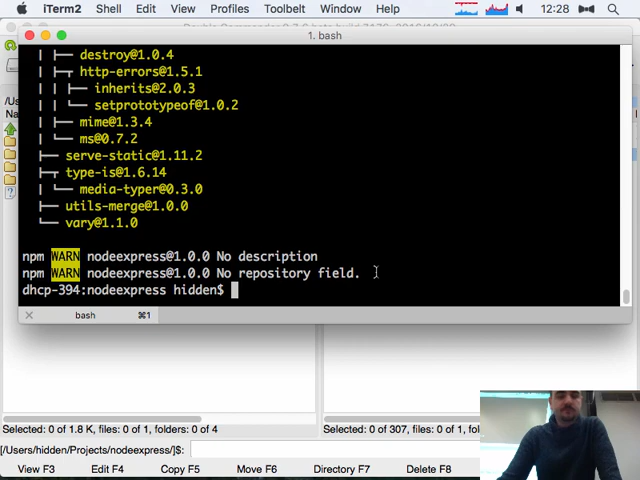 iTerm2 Shell Edit View Profiles Toolbelt Window Help 12:28
1. bash
destroy@1.0.4
http-errors@1.5.1
inherits@2.0.3
setprototypeof@1.0.2
mime@1.3.4
ms@0.7.2
serve-static@1.11.2
type-is@1.6.14
media-typer@0.3.0
utils-merge@1.0.0
vary@1.1.0
npm WARN nodeexpress@1.0.0 No description
npm WARN nodeexpress@1.0.0 No repository field.
dhcp-394:nodeexpress hidden$
bash ⌘1
Selected: 0 of 1.8 K, files: 0 of 1, folders: 0 of 4
Selected: 0 of 307, files: 0 of 1,
[/Users/hidden/Projects/nodeexpress/]$:
View F3 Edit F4 Copy F5 Move F6 Directory F7 Delete F8